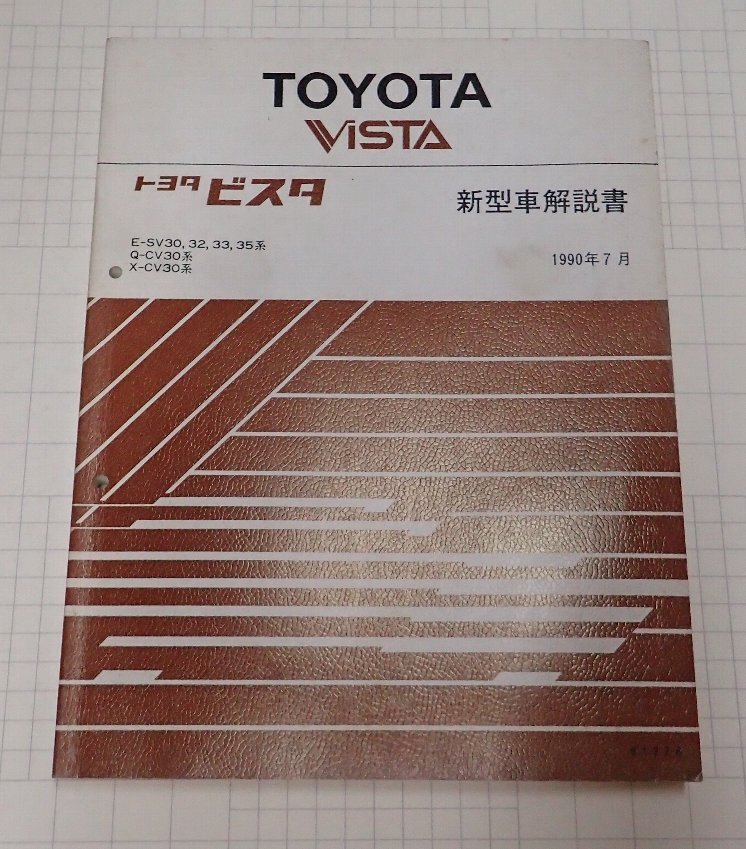 TOYOTA
ViSTA
トヨタ ビスタ
新型車解説書
E-SV30, 32, 33, 35系
Q-CV30系
X-CV30系
1990年7月